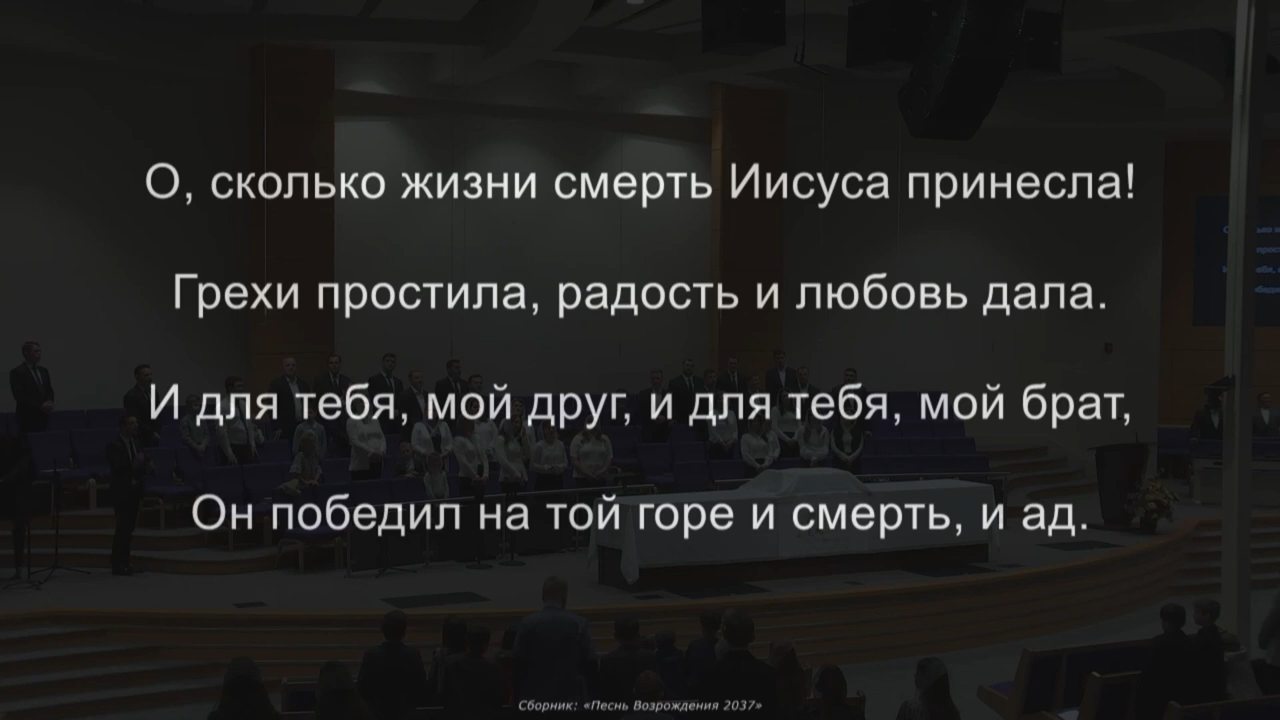 О, сколько жизни смерть Иисуса принесла!
Грехи простила, радость и любовь дала.
И для тебя, мой друг, и для тебя, мой брат,
Он победил на той горе и смерть, и ад.
Сборник: «Песнь Возрождения 2037»